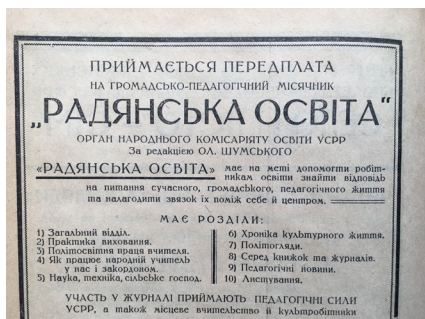 ПРИЙМАЄТЬСЯ ПЕРЕДПЛАТА
НА ГРОМАДСЬКО-ПЕДАГОГІЧНИЙ МІСЯЧНИК
„РАДЯНСЬКА ОСВІТА“
ОРГАН НАРОДНЬОГО КОМІСАРІЯТУ ОСВІТИ УСРР
За редакцією ОЛ. ШУМСЬКОГО
«РАДЯНСЬКА ОСВІТА» має на меті допомогти робіт-
никам освіти знайти відповідь
на питання сучасного, громадського, педагогічного життя
та налагодити звязок їх поміж себе й центром.
МАЄ РОЗДІЛИ:
1) Загальний відділ.
2) Практика виховання.
3) Політосвітня праця вчителя.
4) Як працює народній учитель
у нас і закордоном.
5) Наука, техніка, сільське господ.
6) Хроніка культурного життя.
7) Політогляди.
8) Серед книжок та журналів.
9) Педагогічні новини.
10) Листування.
УЧАСТЬ У ЖУРНАЛІ ПРИЙМАЮТЬ ПЕДАГОГІЧНІ СИЛИ
УСРР, а також місцеве вчительство й культробітники